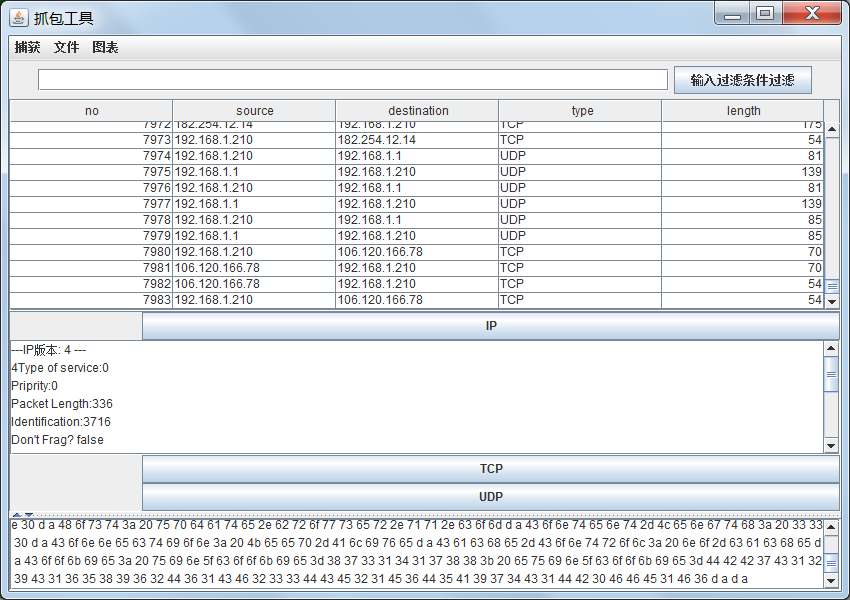 抓包工具
捕获 文件 图表
输入过滤条件过滤
no source destination type length
7972 182.254.12.14 192.168.1.210 TCP 175
7973 192.168.1.210 182.254.12.14 TCP 54
7974 192.168.1.210 192.168.1.1 UDP 81
7975 192.168.1.1 192.168.1.210 UDP 139
7976 192.168.1.210 192.168.1.1 UDP 81
7977 192.168.1.1 192.168.1.210 UDP 139
7978 192.168.1.210 192.168.1.1 UDP 85
7979 192.168.1.1 192.168.1.210 UDP 85
7980 192.168.1.210 106.120.166.78 TCP 70
7981 106.120.166.78 192.168.1.210 TCP 70
7982 106.120.166.78 192.168.1.210 TCP 54
7983 192.168.1.210 106.120.166.78 TCP 54
IP
---IP版本: 4 ---
4Type of service:0
Priprity:0
Packet Length:336
Identification:3716
Don't Frag? false
TCP
UDP
e 30 d a 48 6f 73 74 3a 20 75 70 64 61 74 65 2e 62 72 6f 77 73 65 72 2e 71 71 2e 63 6f 6d d a 43 6f 6e 74 65 6e 74 2d 4c 65 6e 67 74 68 3a 20 33 33
30 d a 43 6f 6e 6e 65 63 74 69 6f 6e 3a 20 4b 65 65 70 2d 41 6c 69 76 65 d a 43 61 63 68 65 2d 43 6f 6e 74 72 6f 6c 3a 20 6e 6f 2d 63 61 63 68 65 d
a 43 6f 6f 6b 69 65 3a 20 75 69 6e 5f 63 6f 6f 6b 69 65 3d 38 37 33 31 34 31 37 38 38 3b 20 65 75 69 6e 5f 63 6f 6f 6b 69 65 3d 44 42 42 37 43 31 32
39 43 31 36 35 38 39 36 32 44 36 31 43 46 32 33 33 44 43 45 32 31 45 36 44 35 41 39 37 34 43 31 44 42 30 46 46 45 31 46 36 d a d a